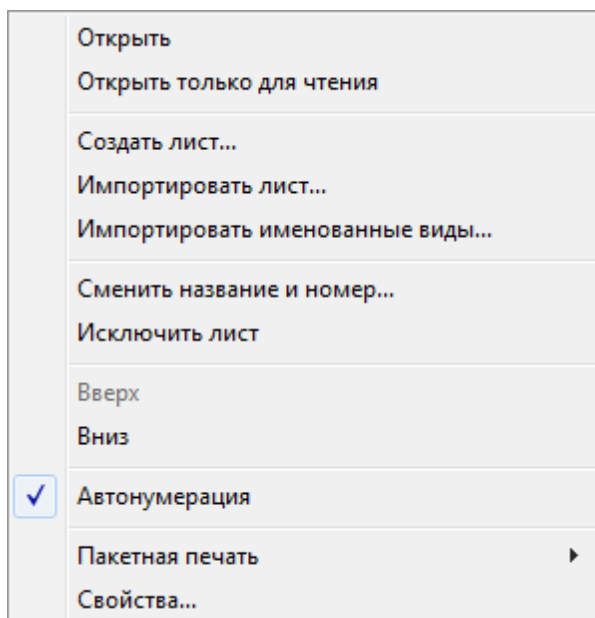 Открыть
Открыть только для чтения
Создать лист...
Импортировать лист...
Импортировать именованные виды...
Сменить название и номер...
Исключить лист
Вверх
Вниз
Автонумерация
Пакетная печать
Свойства...